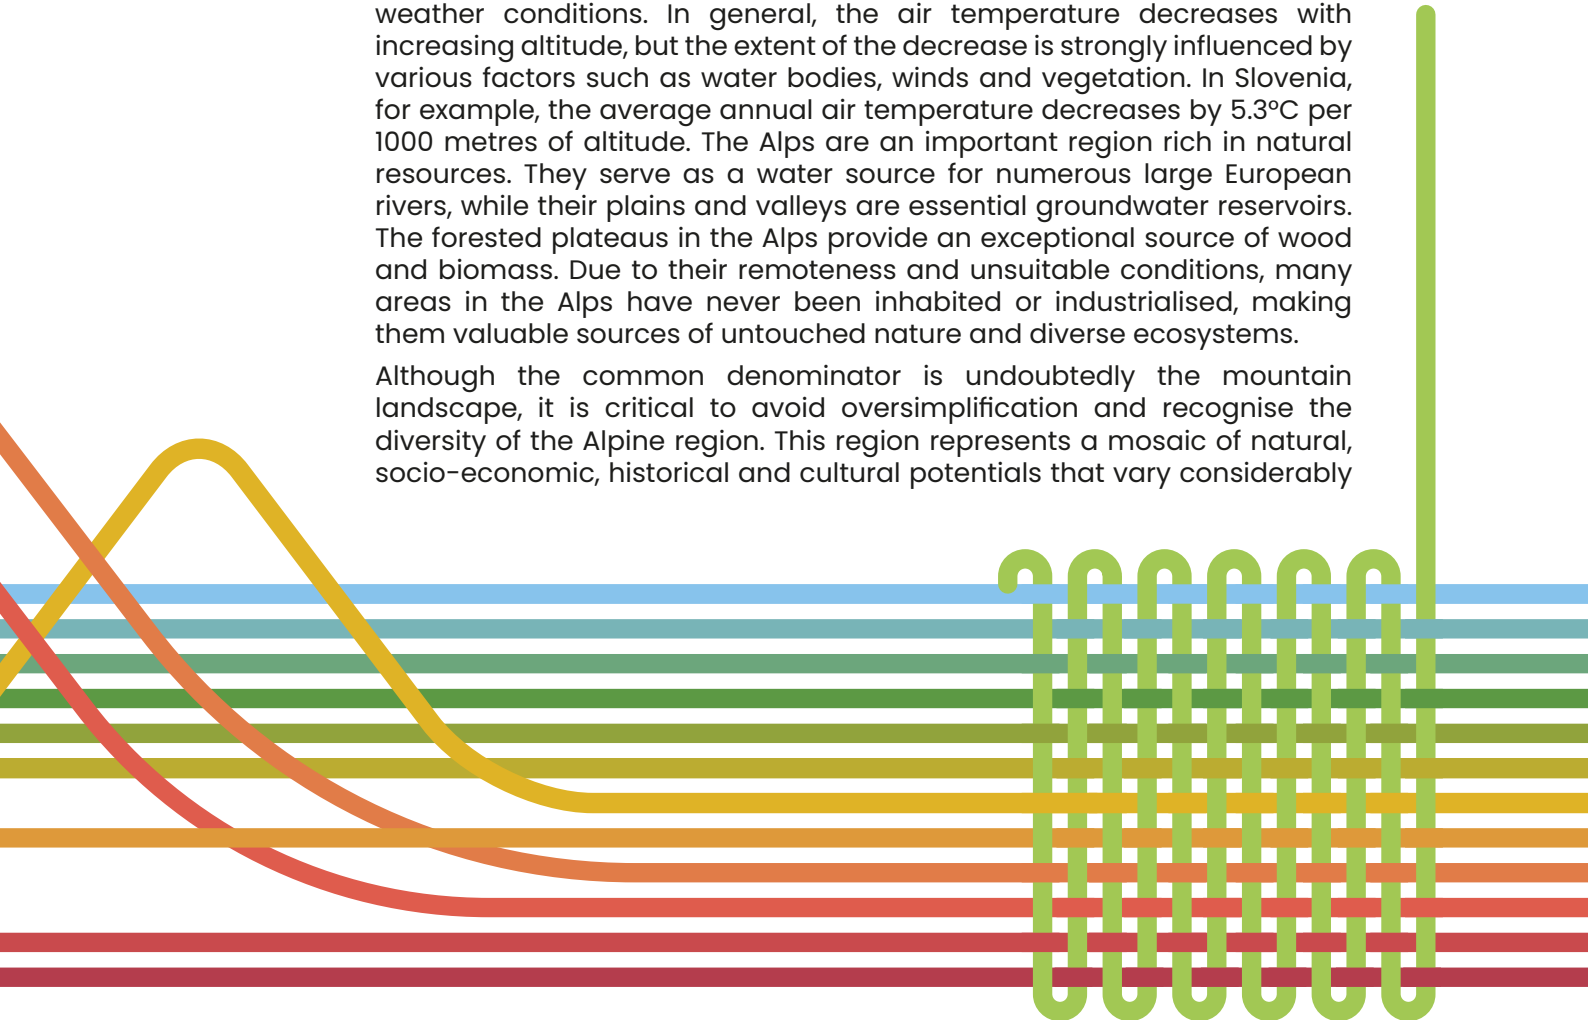 weather conditions. In general, the air temperature decreases with
increasing altitude, but the extent of the decrease is strongly influenced by
various factors such as water bodies, winds and vegetation. In Slovenia,
for example, the average annual air temperature decreases by 5.3°C per
1000 metres of altitude. The Alps are an important region rich in natural
resources. They serve as a water source for numerous large European
rivers, while their plains and valleys are essential groundwater reservoirs.
The forested plateaus in the Alps provide an exceptional source of wood
and biomass. Due to their remoteness and unsuitable conditions, many
areas in the Alps have never been inhabited or industrialised, making
them valuable sources of untouched nature and diverse ecosystems.
Although the common denominator is undoubtedly the mountain
landscape, it is critical to avoid oversimplification and recognise the
diversity of the Alpine region. This region represents a mosaic of natural,
socio-economic, historical and cultural potentials that vary considerably